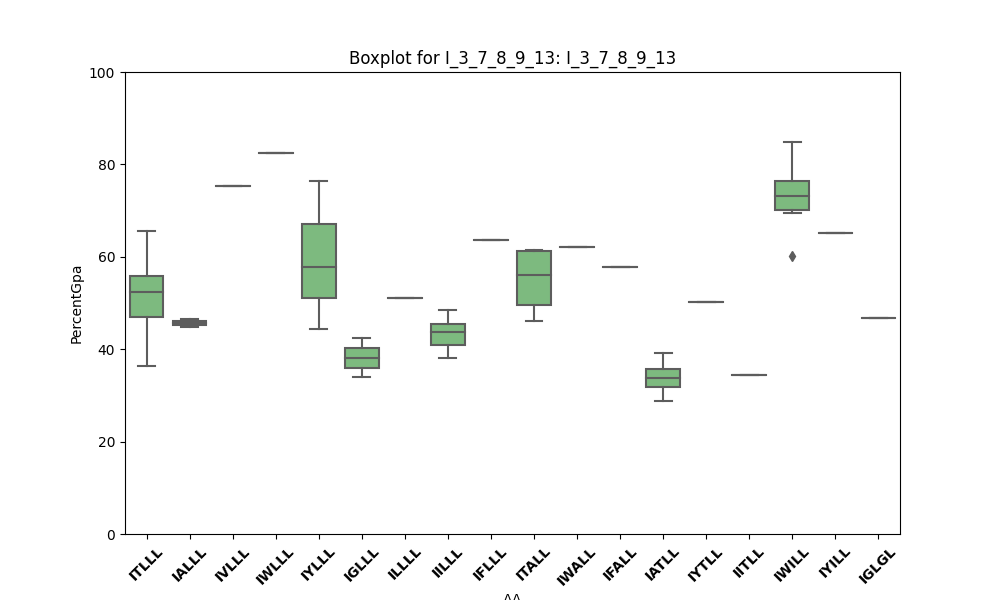 Boxplot for I_3_7_8_9_13: I_3_7_8_9_13
100
80
60
40
20
0
PercentGpa
ITLLL IALLL IVLLL IWLLL IYLLL IGLLL ILLLL IILLL IFLLL ITALL IWALL IFALL IATLL IYTLL IITLL IWILL IYILL IGLGL
AA